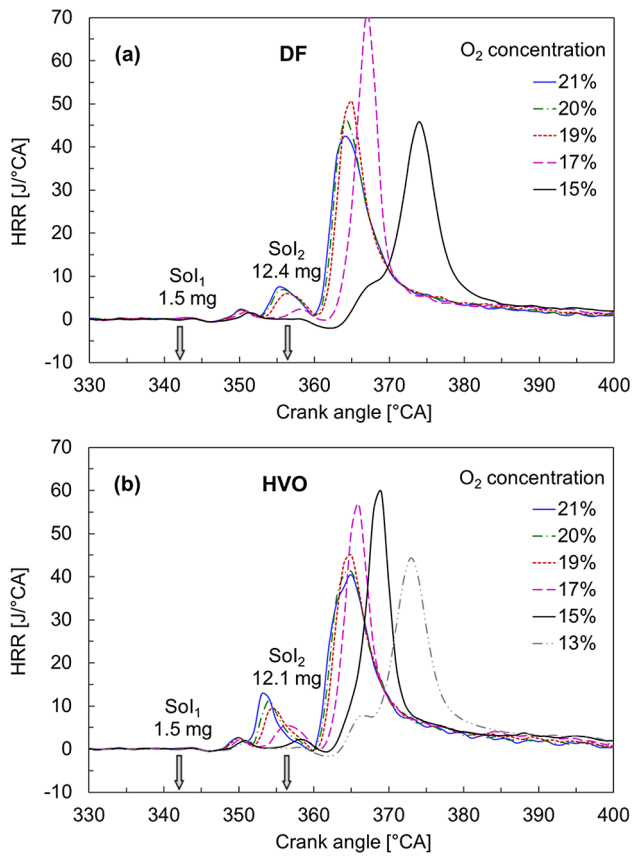 70
60
50
40
30
20
10
0
-10
HRR [J/°CA]
(a)
DF
O₂ concentration
21%
20%
19%
17%
15%
SoI₁
1.5 mg
SoI₂
12.4 mg
330 340 350 360 370 380 390 400
Crank angle [°CA]
70
60
50
40
30
20
10
0
-10
HRR [J/°CA]
(b)
HVO
O₂ concentration
21%
20%
19%
17%
15%
13%
SoI₁
1.5 mg
SoI₂
12.1 mg
330 340 350 360 370 380 390 400
Crank angle [°CA]